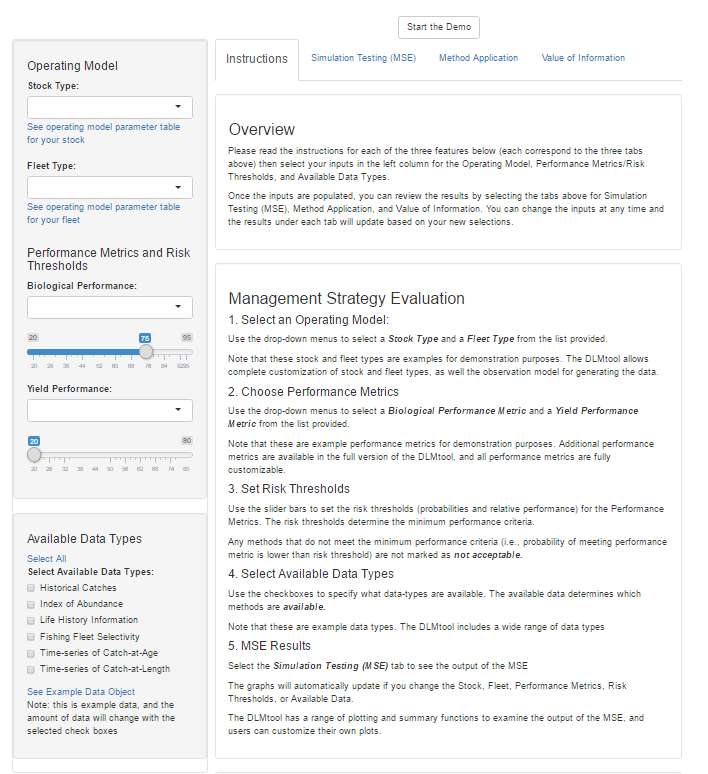 Start the Demo
Operating Model
Stock Type:
See operating model parameter table
for your stock
Fleet Type:
See operating model parameter table
for your fleet
Performance Metrics and Risk
Thresholds
Biological Performance:
20 75 95
20 28 36 44 52 60 68 76 84 9295
Yield Performance:
20 80
20 26 32 38 44 50 56 62 68 74 80
Available Data Types
Select All
Select Available Data Types:
Historical Catches
Index of Abundance
Life History Information
Fishing Fleet Selectivity
Time-series of Catch-at-Age
Time-series of Catch-at-Length
See Example Data Object
Note: this is example data, and the
amount of data will change with the
selected check boxes
Instructions Simulation Testing (MSE) Method Application Value of Information
Overview
Please read the instructions for each of the three features below (each correspond to the three tabs
above) then select your inputs in the left column for the Operating Model, Performance Metrics/Risk
Thresholds, and Available Data Types.
Once the inputs are populated, you can review the results by selecting the tabs above for Simulation
Testing (MSE), Method Application, and Value of Information. You can change the inputs at any time and
the results under each tab will update based on your new selections.
Management Strategy Evaluation
1. Select an Operating Model:
Use the drop-down menus to select a Stock Type and a Fleet Type from the list provided.
Note that these stock and fleet types are examples for demonstration purposes. The DLMtool allows
complete customization of stock and fleet types, as well the observation model for generating the data.
2. Choose Performance Metrics
Use the drop-down menus to select a Biological Performance Metric and a Yield Performance
Metric from the list provided.
Note that these are example performance metrics for demonstration purposes. Additional performance
metrics are available in the full version of the DLMtool, and all performance metrics are fully
customizable.
3. Set Risk Thresholds
Use the slider bars to set the risk thresholds (probabilities and relative performance) for the Performance
Metrics. The risk thresholds determine the minimum performance criteria.
Any methods that do not meet the minimum performance criteria (i.e., probability of meeting performance
metric is lower than risk threshold) are not marked as not acceptable.
4. Select Available Data Types
Use the checkboxes to specify what data-types are available. The available data determines which
methods are available.
Note that these are example data types. The DLMtool includes a wide range of data types
5. MSE Results
Select the Simulation Testing (MSE) tab to see the output of the MSE
The graphs will automatically update if you change the Stock, Fleet, Performance Metrics, Risk
Thresholds, or Available Data.
The DLMtool has a range of plotting and summary functions to examine the output of the MSE, and
users can customize their own plots.